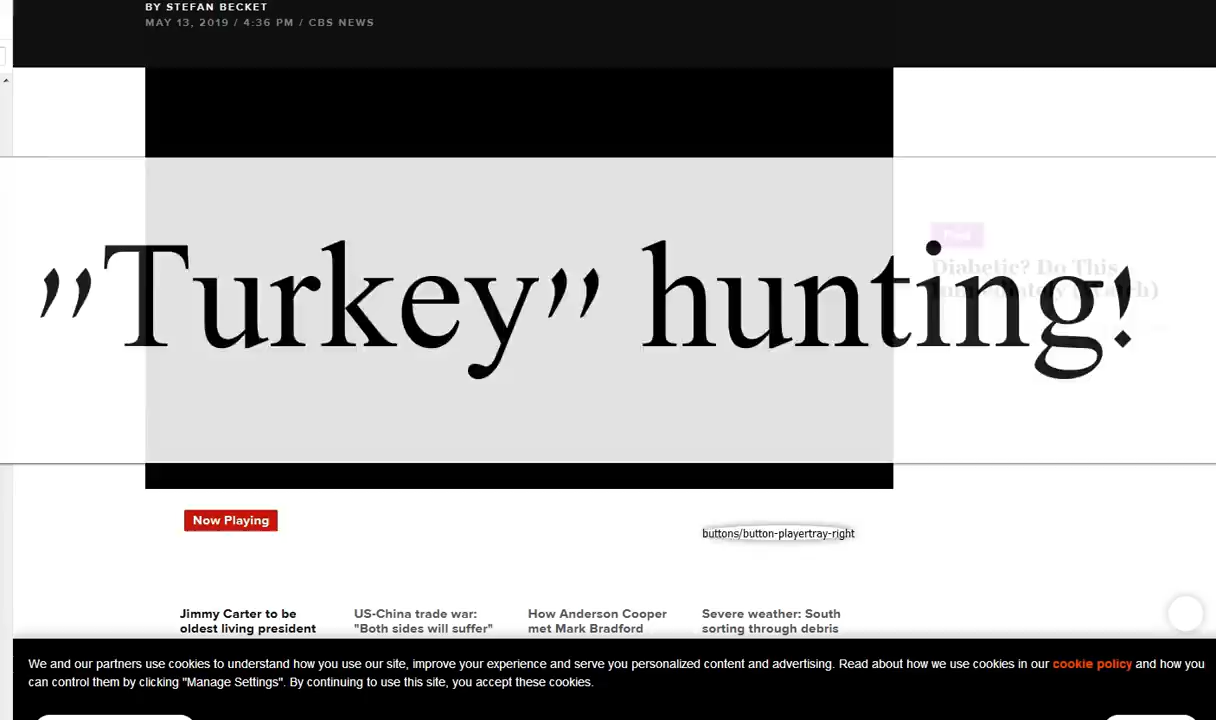 BY STEFAN BECKET
MAY 13, 2019 / 4:36 PM / CBS NEWS
"Turkey" hunting!
Diabetic? Do This
Now Playing
buttons/button-playertray-right
Jimmy Carter to be
oldest living president
US-China trade war:
"Both sides will suffer"
How Anderson Cooper
met Mark Bradford
Severe weather: South
sorting through debris
We and our partners use cookies to understand how you use our site, improve your experience and serve you personalized content and advertising. Read about how we use cookies in our cookie policy and how you
can control them by clicking "Manage Settings". By continuing to use this site, you accept these cookies.